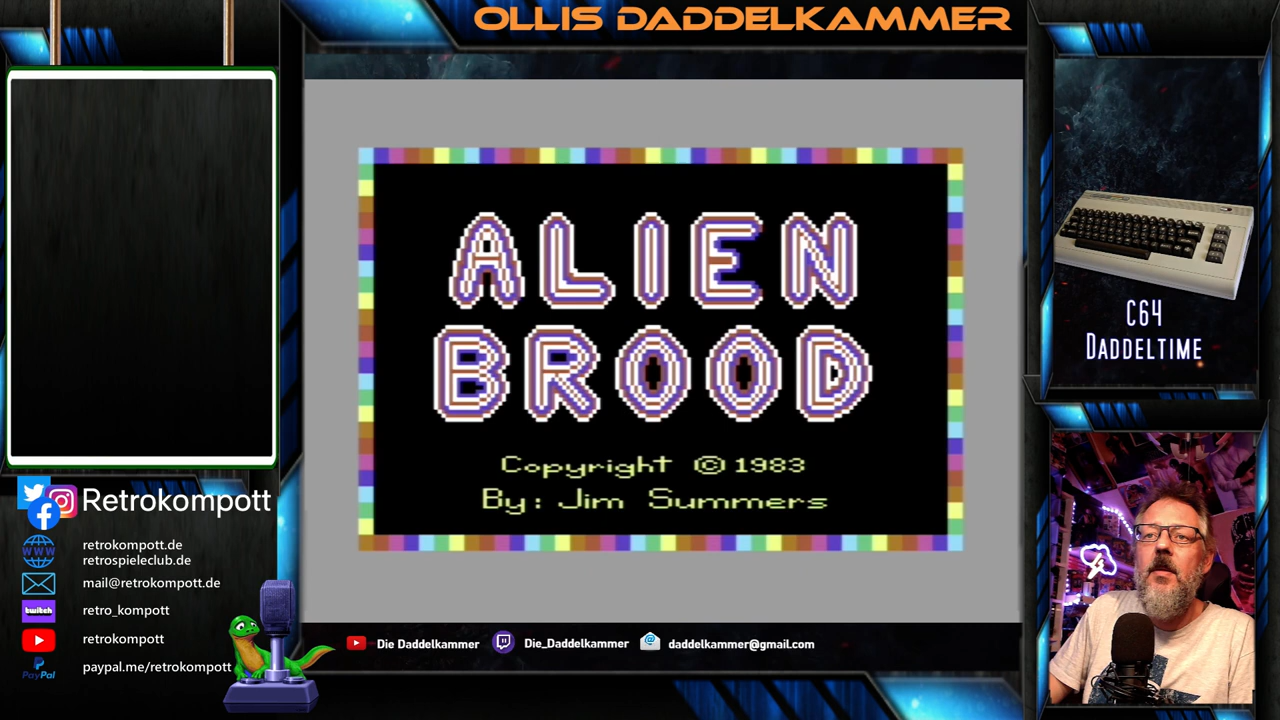 OLLIS DADDELKAMMER
ALIEN
BROOD
Copyright © 1983
By: Jim Summers
C64
DADDELTIME
Retrokompott
www
retrokompott.de
retrospieleclub.de
mail@retrokompott.de
twitch
retro_kompott
retrokompott
PayPal
paypal.me/retrokompott
Die Daddelkammer
Die_Daddelkammer
daddelkammer@gmail.com